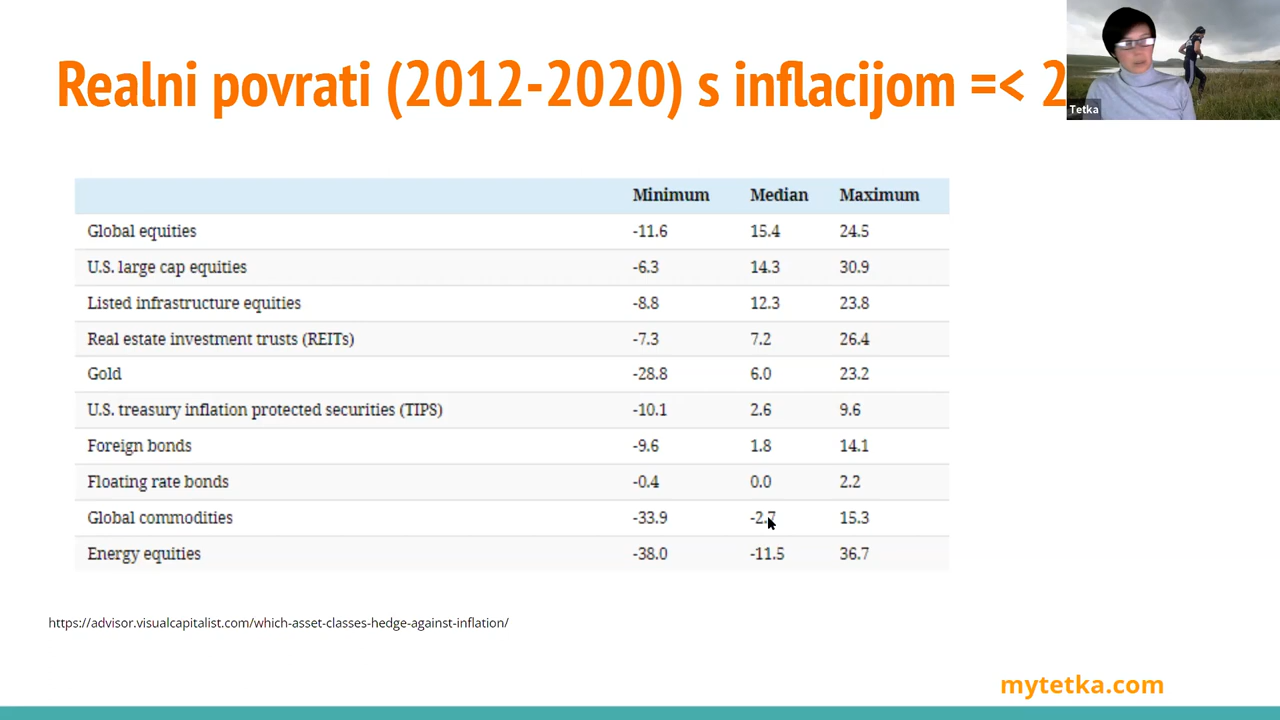 Realni povrati (2012-2020) s inflacijom =< 2
Tetka
Minimum Median Maximum
Global equities -11.6 15.4 24.5
U.S. large cap equities -6.3 14.3 30.9
Listed infrastructure equities -8.8 12.3 23.8
Real estate investment trusts (REITs) -7.3 7.2 26.4
Gold -28.8 6.0 23.2
U.S. treasury inflation protected securities (TIPS) -10.1 2.6 9.6
Foreign bonds -9.6 1.8 14.1
Floating rate bonds -0.4 0.0 2.2
Global commodities -33.9 -2.7 15.3
Energy equities -38.0 -11.5 36.7
https://advisor.visualcapitalist.com/which-asset-classes-hedge-against-inflation/
mytetka.com